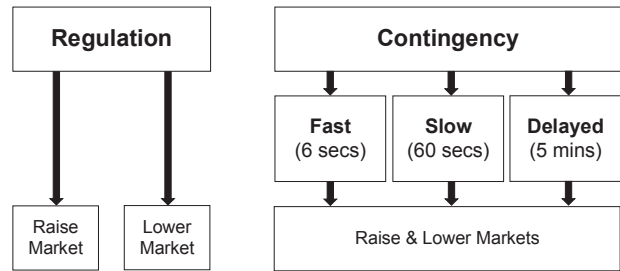 Regulation
Raise
Market
Lower
Market
Contingency
Fast
(6 secs)
Slow
(60 secs)
Delayed
(5 mins)
Raise & Lower Markets